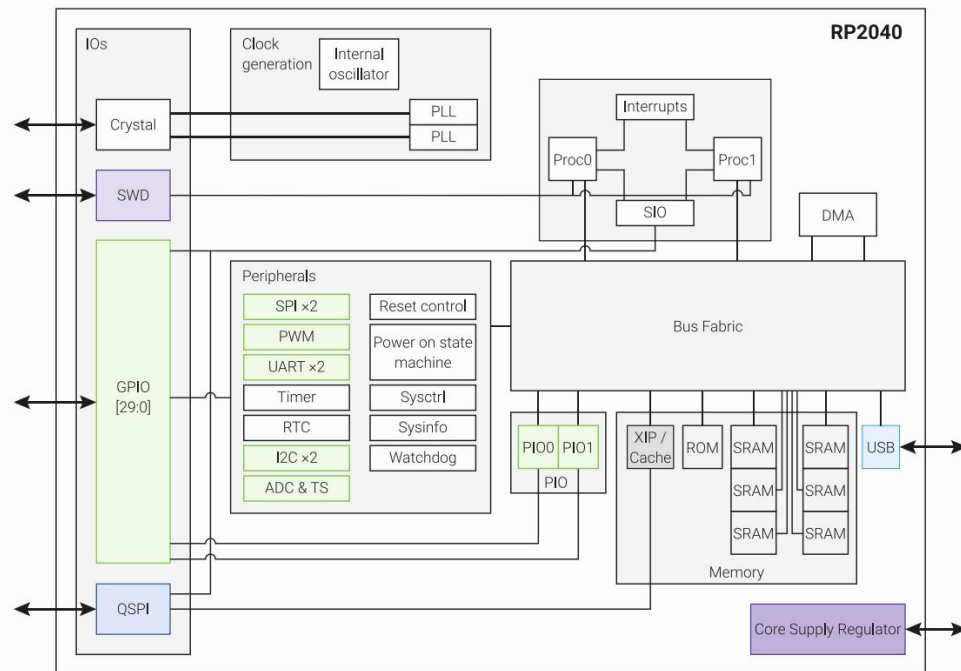 RP2040
IOs
Crystal
SWD
GPIO
[29:0]
QSPI
Clock
generation
Internal
oscillator
PLL
PLL
Interrupts
Proc0
Proc1
SIO
DMA
Peripherals
SPI ×2
PWM
UART ×2
Timer
RTC
I2C ×2
ADC & TS
Reset control
Power on state
machine
Sysctrl
Sysinfo
Watchdog
Bus Fabric
PIO0
PIO1
PIO
XIP /
Cache
ROM
SRAM
SRAM
SRAM
SRAM
SRAM
SRAM
Memory
USB
Core Supply Regulator